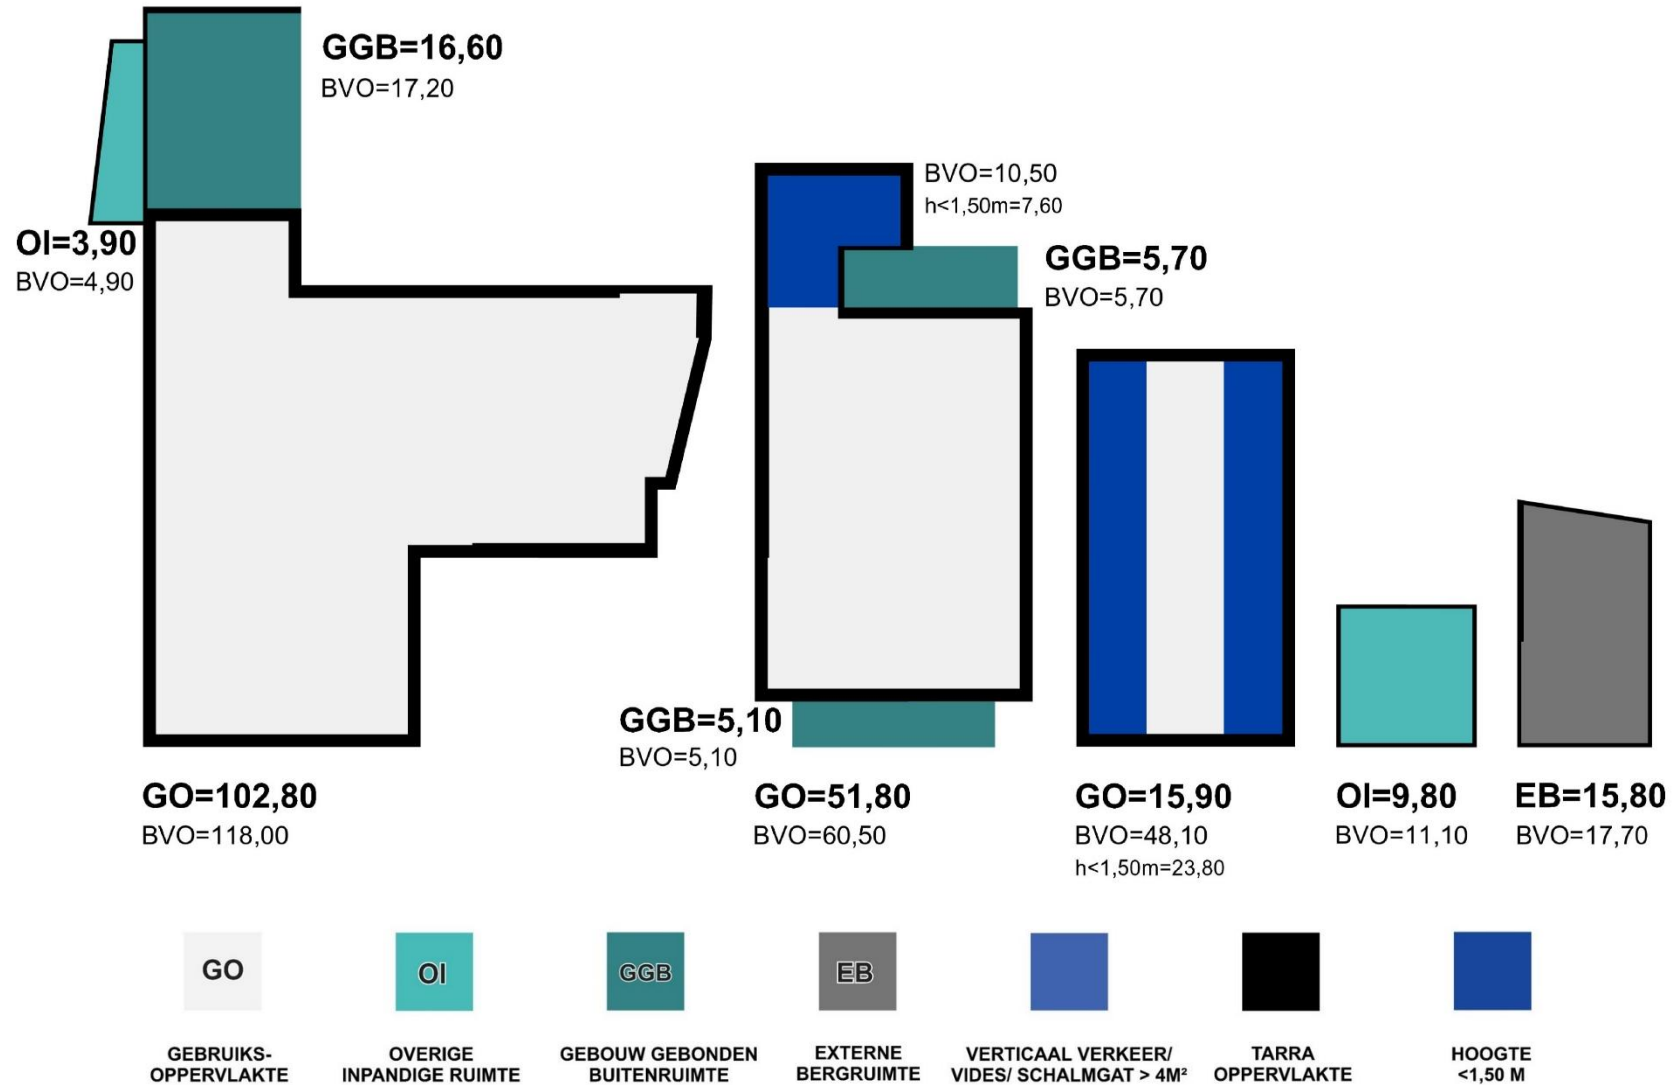 GGB=16,60
BVO=17,20
OI=3,90
BVO=4,90
BVO=10,50
h<1,50m=7,60
GGB=5,70
BVO=5,70
GGB=5,10
BVO=5,10
GO=102,80
BVO=118,00
GO=51,80
BVO=60,50
GO=15,90
BVO=48,10
h<1,50m=23,80
OI=9,80
BVO=11,10
EB=15,80
BVO=17,70
GO
OI
GGB
EB
GEBRUIKS-
OPPERVLAKTE
OVERIGE
INPANDIGE RUIMTE
GEBOUW GEBONDEN
BUITENRUIMTE
EXTERNE
BERGRUIMTE
VERTICAAL VERKEER/
VIDES/ SCHALMGAT > 4M²
TARRA
OPPERVLAKTE
HOOGTE
<1,50 M